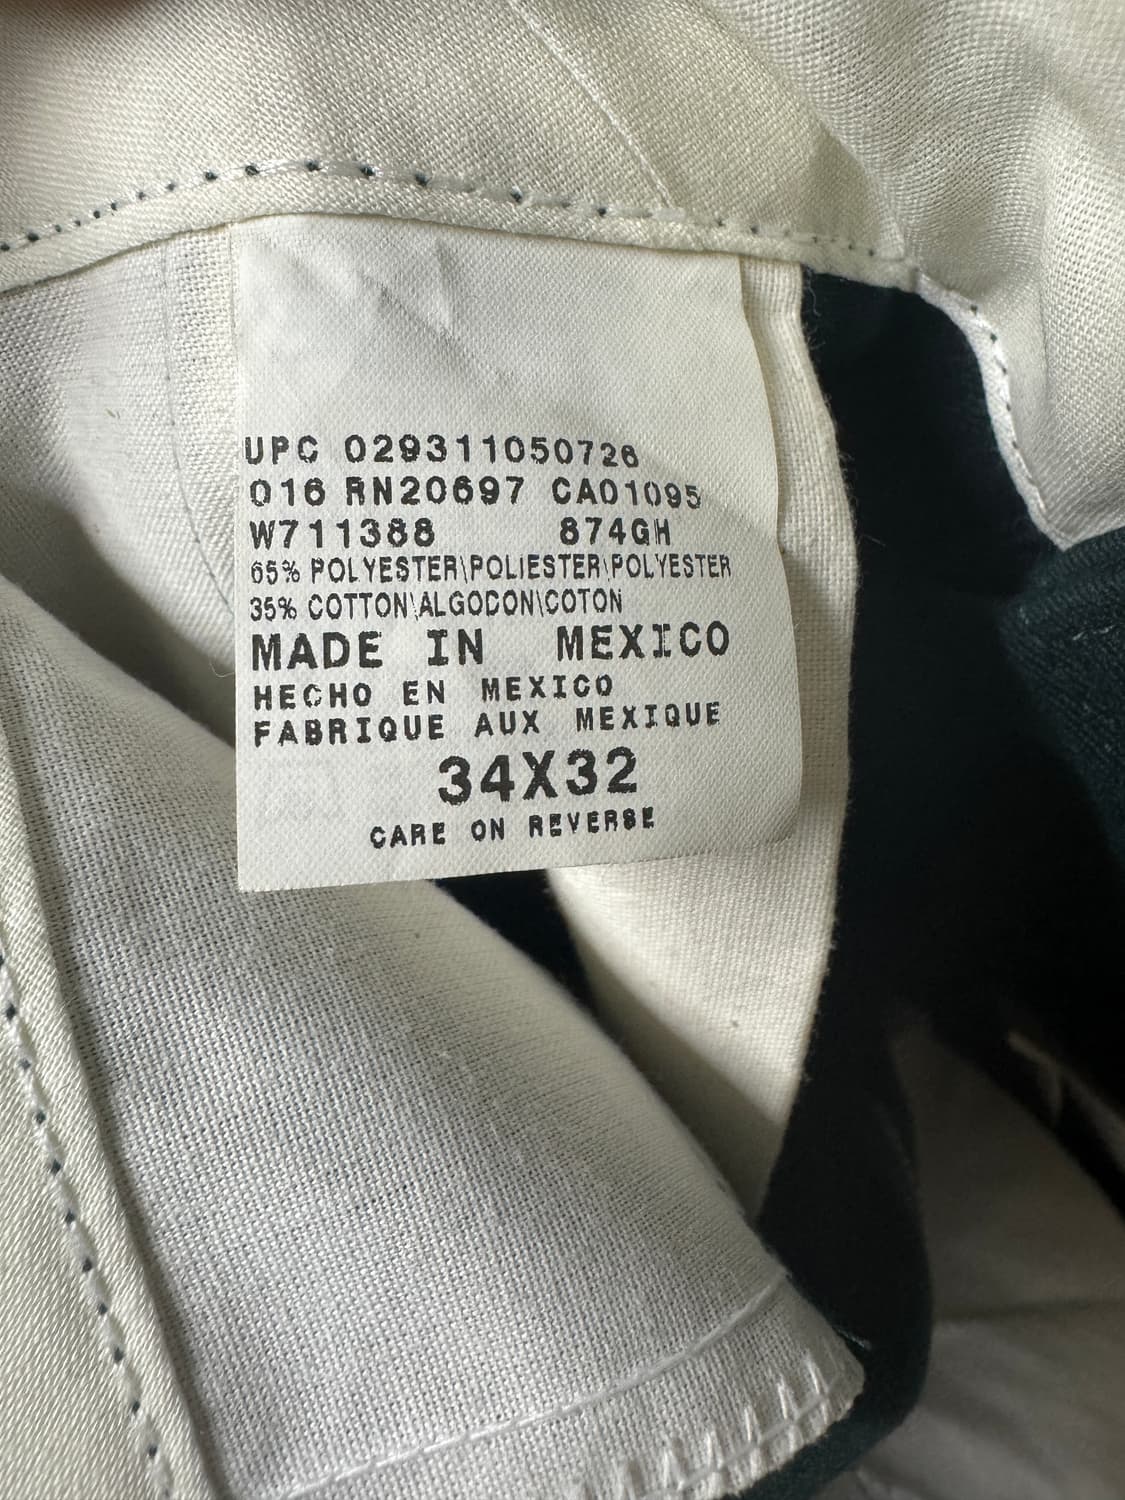 UPC 029311050726
016 RN20697 CA01095
W711388 874GH
65% POLYESTER\POLIESTER\POLYESTER
35% COTTON\ALGODON\COTON
MADE IN MEXICO
HECHO EN MEXICO
FABRIQUE AUX MEXIQUE
34X32
CARE ON REVERSE